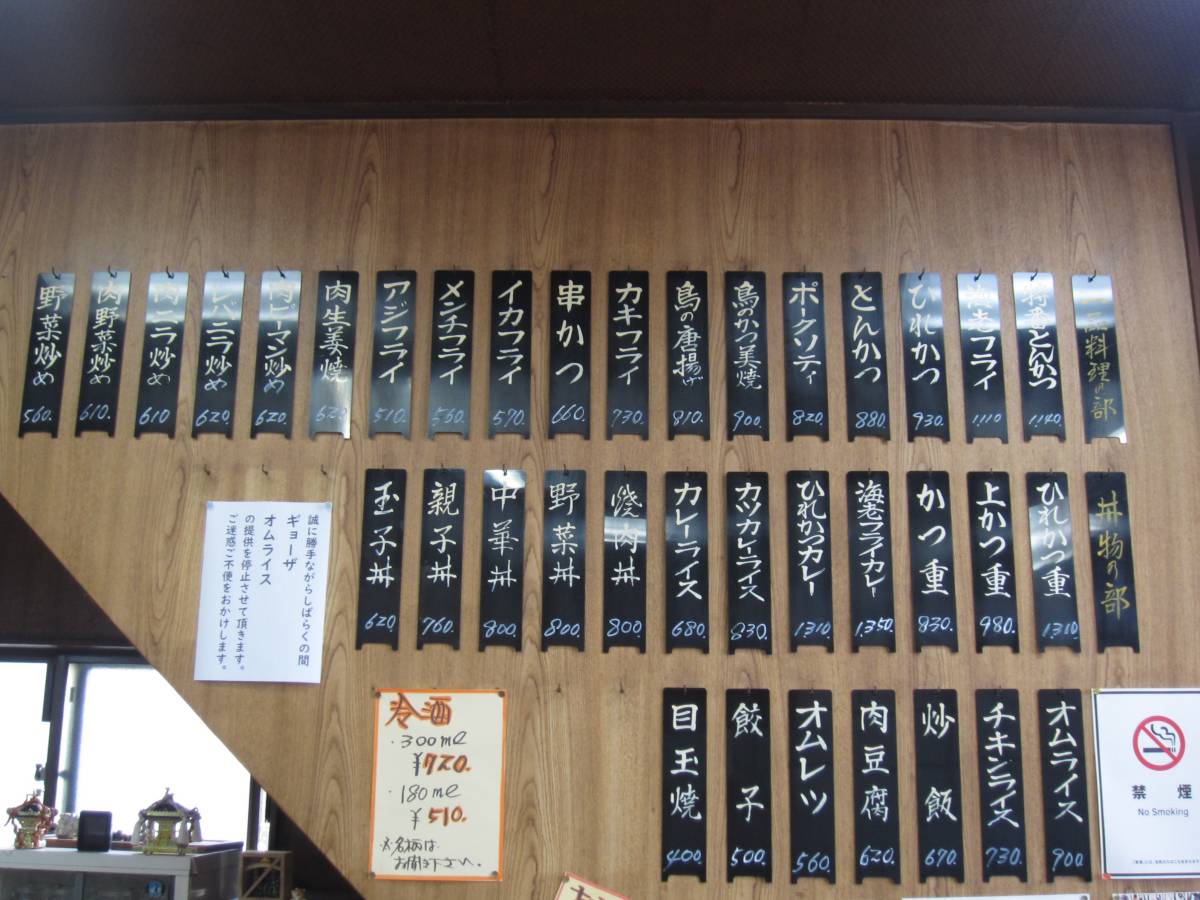 一品料理の部
特番とんかつ 1,140.
海老フライ 1,110
ひれかつ 930.
とんかつ 880.
ポークソティ 820.
鳥のかつ美焼 900.
鳥の唐揚げ 810.
カキフライ 730.
串かつ 660.
イカフライ 570.
メンチフライ 560.
アジフライ 510.
肉生姜焼 620
肉ピーマン炒め 620.
レバニラ炒め 620.
肉ニラ炒め 610
肉野菜炒め 610.
野菜炒め 560.
丼物の部
ひれかつ重 1310
上かつ重 980.
かつ重 830.
海老フライカレー 1,350.
ひれかつカレー 1,310.
カツカレーライス 830.
カレーライス 680.
焼肉丼 800.
野菜丼 800.
中華丼 800.
親子丼 760.
玉子丼 620.
誠に勝手ながらしばらくの間
ギョーザ
オムライス
の提供を停止させて頂きます。
ご迷惑ご不便をおかけします。
オムライス 900
チキンライス 730.
炒飯 670.
肉豆腐 620.
オムレツ 560
餃子 500.
目玉焼 400.
冷酒
・300ml
¥720.
・180ml
¥510.
※名柄は
お聞き下さい。
禁煙
No Smoking